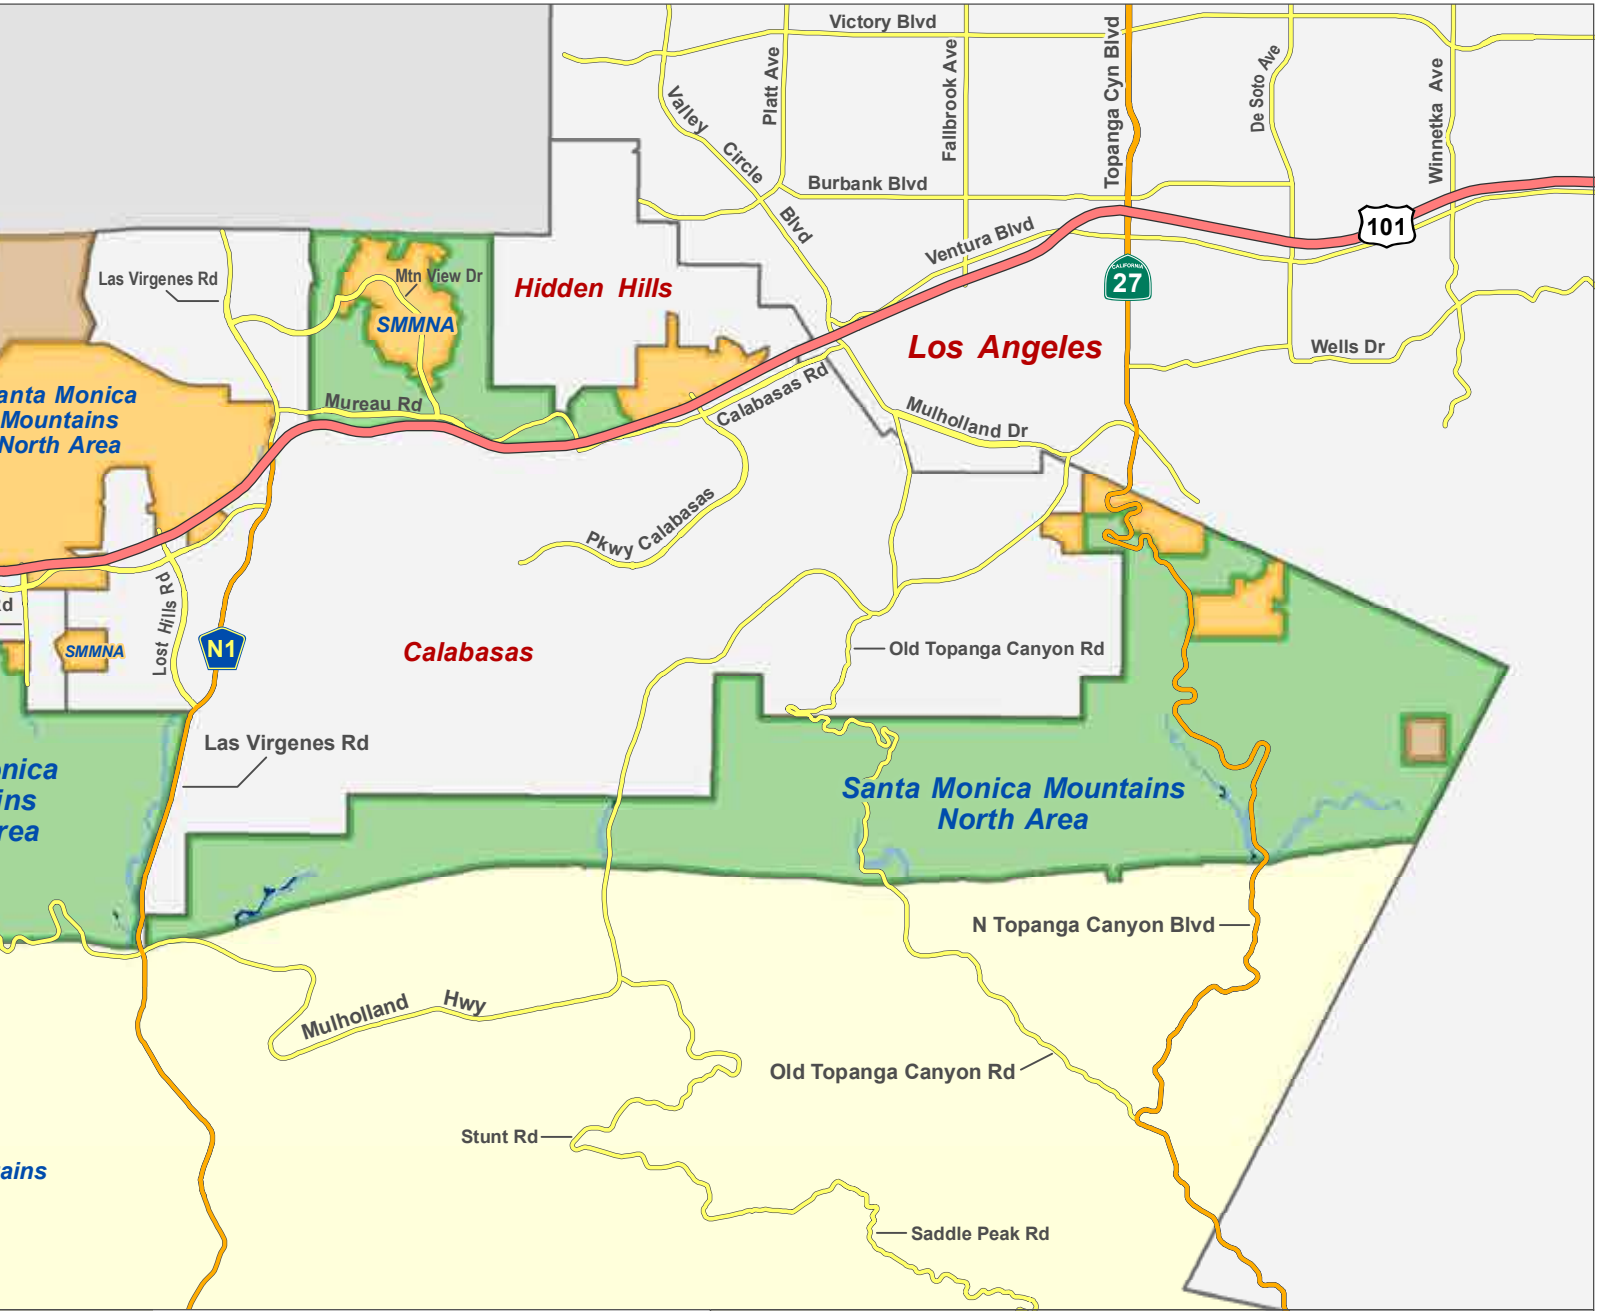 Victory Blvd
Platt Ave
Fallbrook Ave
Topanga Cyn Blvd
De Soto Ave
Winnetka Ave
Valley Circle Blvd
Burbank Blvd
101
Ventura Blvd
CALIFORNIA
27
Las Virgenes Rd
Mtn View Dr
SMMNA
Hidden Hills
Los Angeles
Wells Dr
Calabasas Rd
Mureau Rd
Mulholland Dr
anta Monica
Mountains
North Area
Pkwy Calabasas
Lost Hills Rd
d
SMMNA
N1
Calabasas
Old Topanga Canyon Rd
Las Virgenes Rd
nica
ins
rea
Santa Monica Mountains
North Area
N Topanga Canyon Blvd
Mulholland Hwy
Old Topanga Canyon Rd
Stunt Rd
ains
Saddle Peak Rd